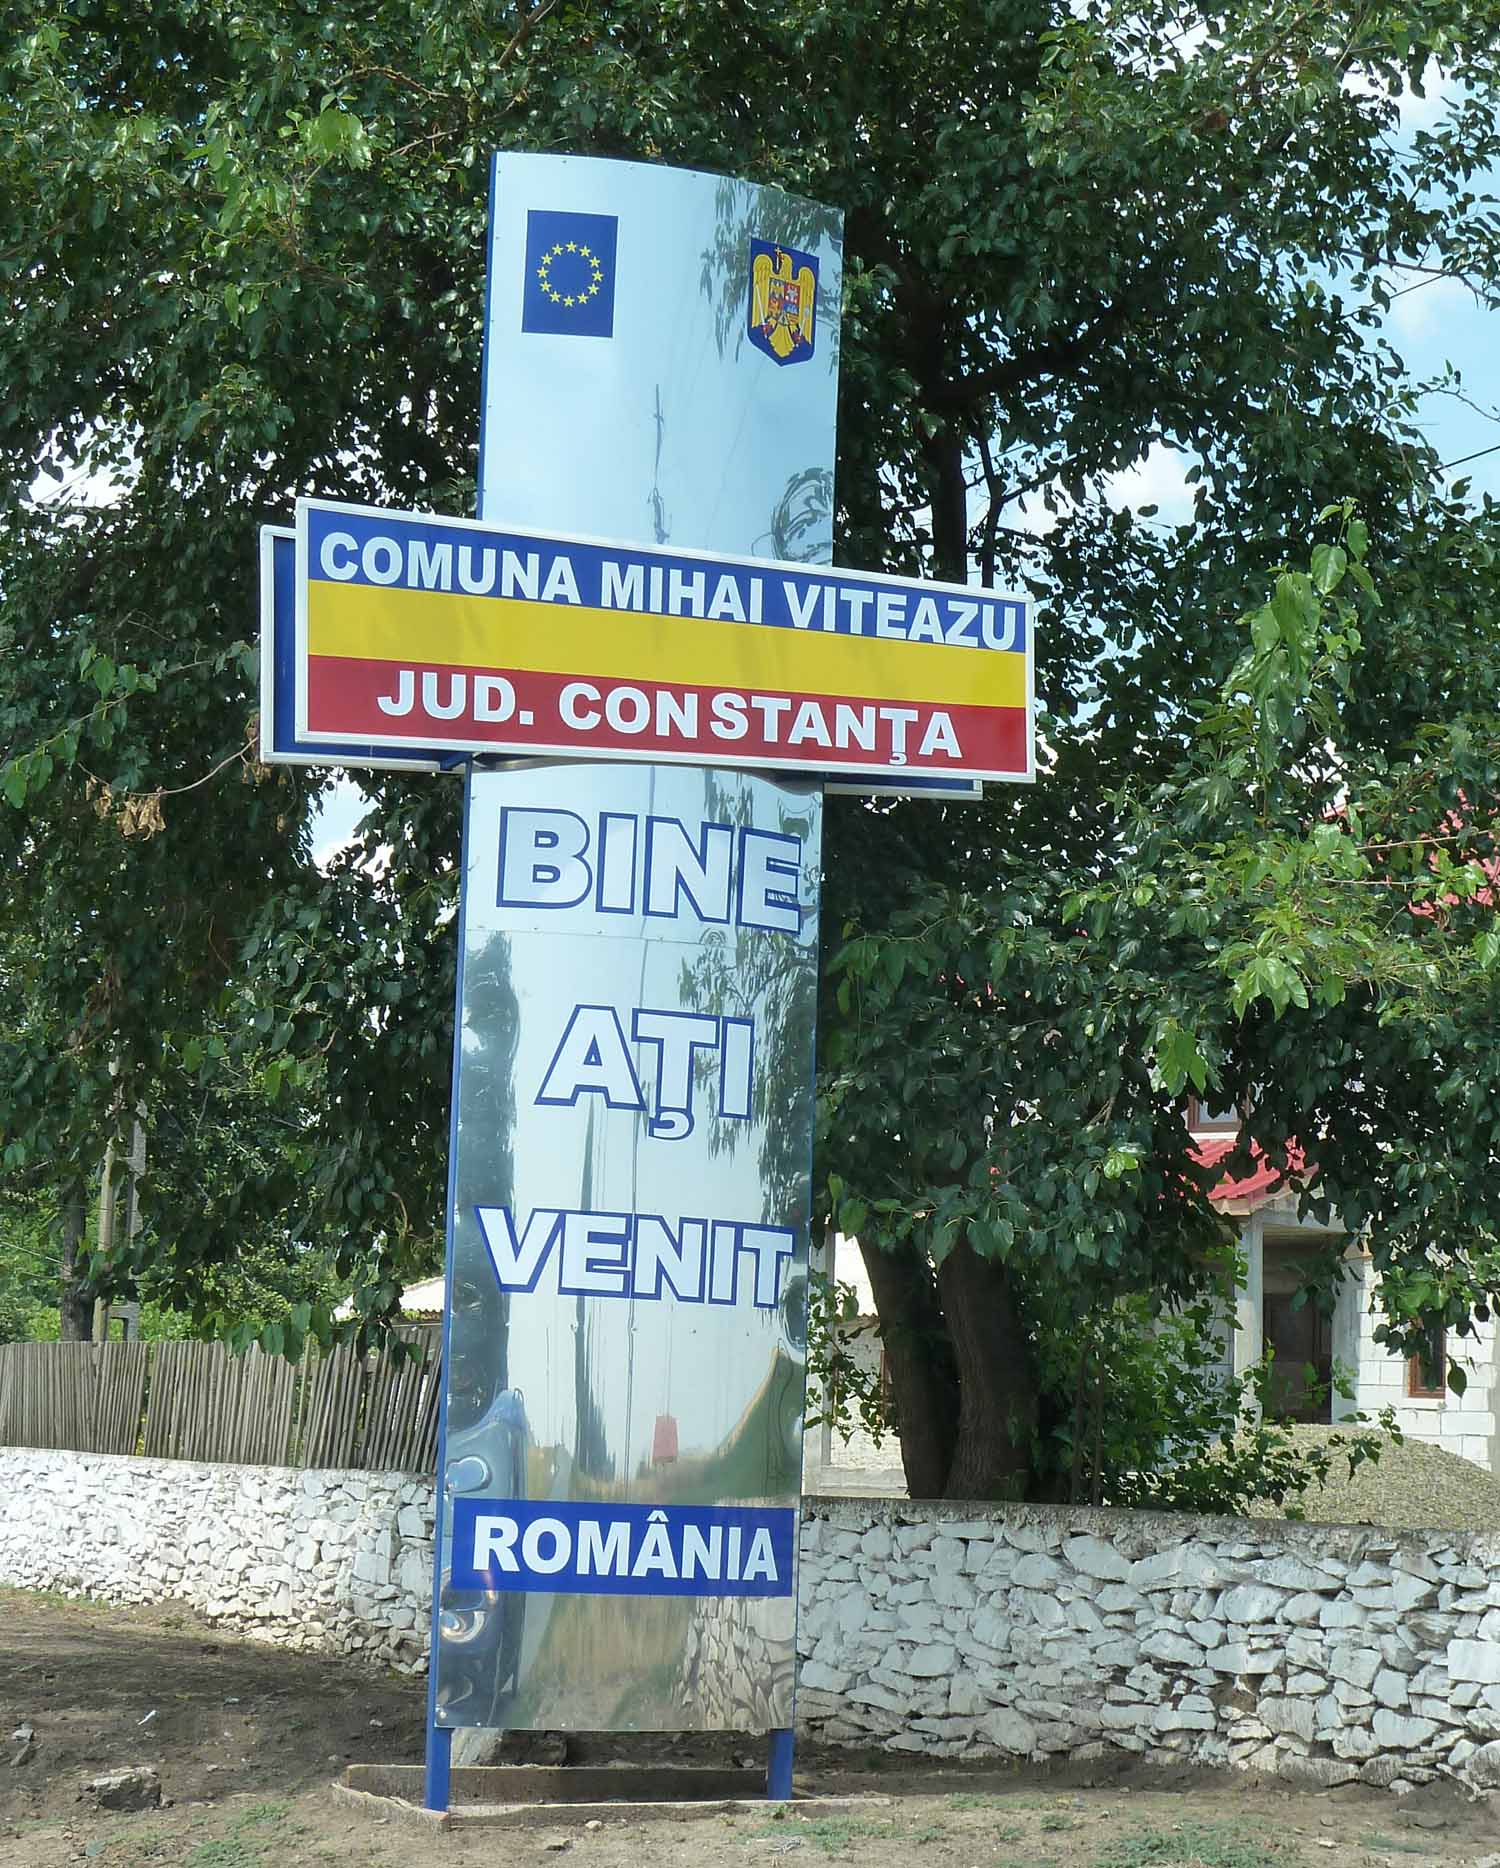 COMUNA MIHAI VITEAZU
JUD. CONSTANŢA
BINE
AŢI
VENIT
ROMÂNIA